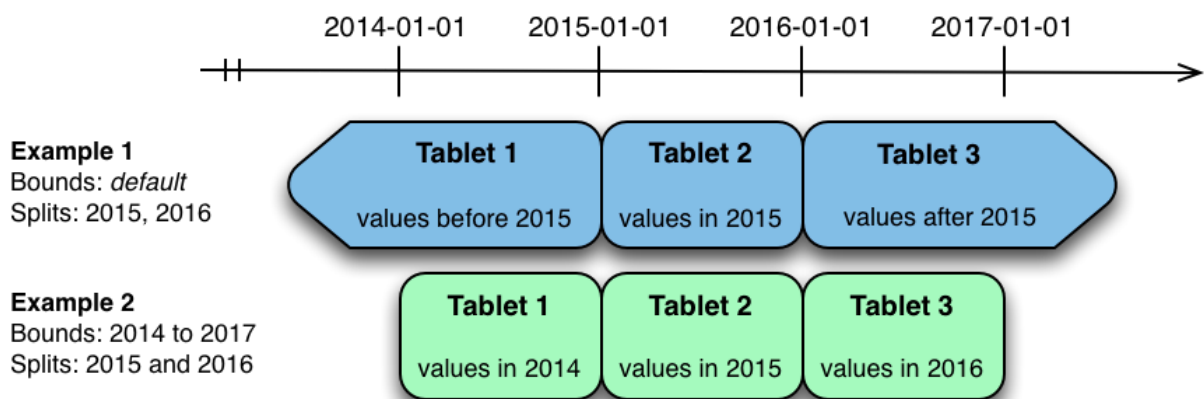 2014-01-01 2015-01-01 2016-01-01 2017-01-01
Example 1
Bounds: default
Splits: 2015, 2016
Tablet 1
values before 2015
Tablet 2
values in 2015
Tablet 3
values after 2015
Example 2
Bounds: 2014 to 2017
Splits: 2015 and 2016
Tablet 1
values in 2014
Tablet 2
values in 2015
Tablet 3
values in 2016